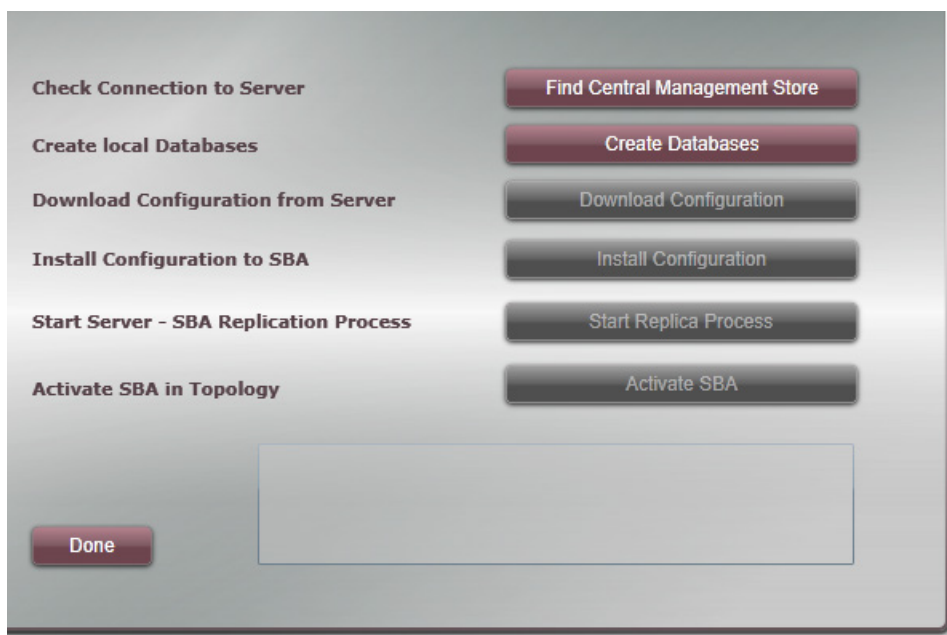 Check Connection to Server
Find Central Management Store
Create local Databases
Create Databases
Download Configuration from Server
Download Configuration
Install Configuration to SBA
Install Configuration
Start Server - SBA Replication Process
Start Replica Process
Activate SBA in Topology
Activate SBA
Done